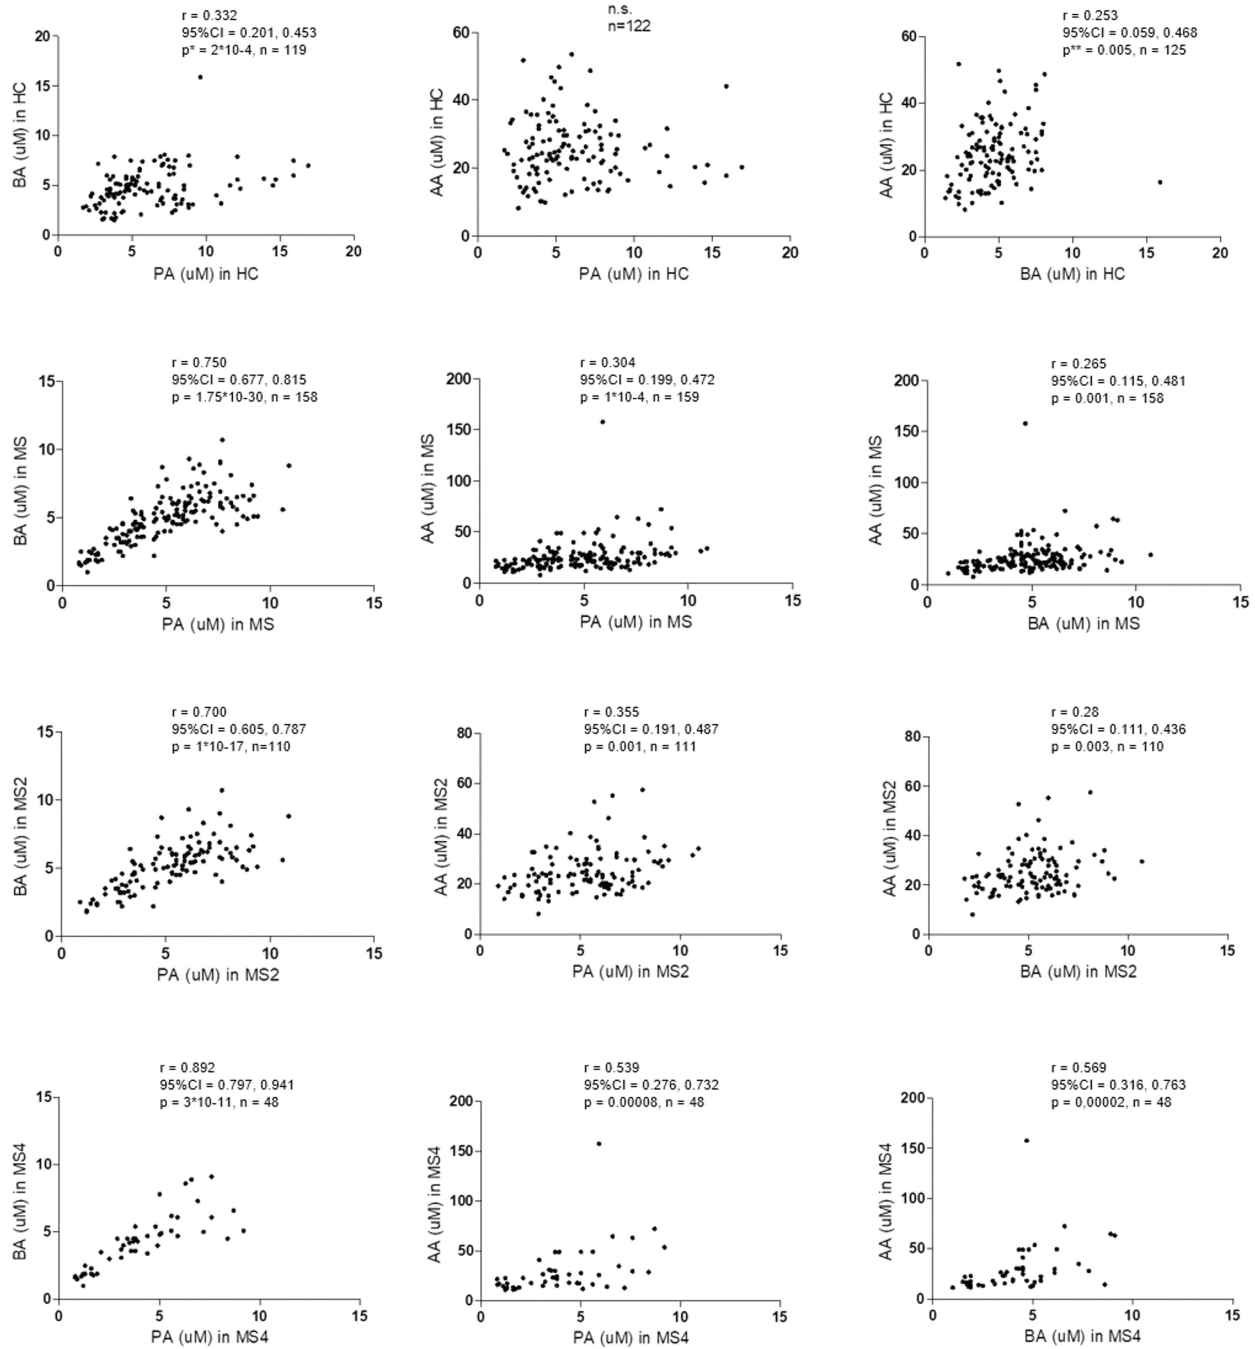 r = 0.332
95%CI = 0.201, 0.453
p* = 2*10-4, n = 119
20
15
10
5
0
BA (uM) in HC
0 5 10 15 20
PA (uM) in HC
n.s.
n=122
60
40
20
0
AA (uM) in HC
0 5 10 15 20
PA (uM) in HC
r = 0.253
95%CI = 0.059, 0.468
p** = 0.005, n = 125
60
40
20
0
AA (uM) in HC
0 5 10 15 20
BA (uM) in HC
r = 0.750
95%CI = 0.677, 0.815
p = 1.75*10-30, n = 158
15
10
5
0
BA (uM) in MS
0 5 10 15
PA (uM) in MS
r = 0.304
95%CI = 0.199, 0.472
p = 1*10-4, n = 159
200
150
100
50
0
AA (uM) in MS
0 5 10 15
PA (uM) in MS
r = 0.265
95%CI = 0.115, 0.481
p = 0.001, n = 158
200
150
100
50
0
AA (uM) in MS
0 5 10 15
BA (uM) in MS
r = 0.700
95%CI = 0.605, 0.787
p = 1*10-17, n=110
15
10
5
0
BA (uM) in MS2
0 5 10 15
PA (uM) in MS2
r = 0.355
95%CI = 0.191, 0.487
p = 0.001, n = 111
80
60
40
20
0
AA (uM) in MS2
0 5 10 15
PA (uM) in MS2
r = 0.28
95%CI = 0.111, 0.436
p = 0.003, n = 110
80
60
40
20
0
AA (uM) in MS2
0 5 10 15
BA (uM) in MS2
r = 0.892
95%CI = 0.797, 0.941
p = 3*10-11, n = 48
15
10
5
0
BA (uM) in MS4
0 5 10 15
PA (uM) in MS4
r = 0.539
95%CI = 0.276, 0.732
p = 0.00008, n = 48
200
150
100
50
0
AA (uM) in MS4
0 5 10 15
PA (uM) in MS4
r = 0.569
95%CI = 0.316, 0.763
p = 0,00002, n = 48
200
150
100
50
0
AA (uM) in MS4
0 5 10 15
BA (uM) in MS4